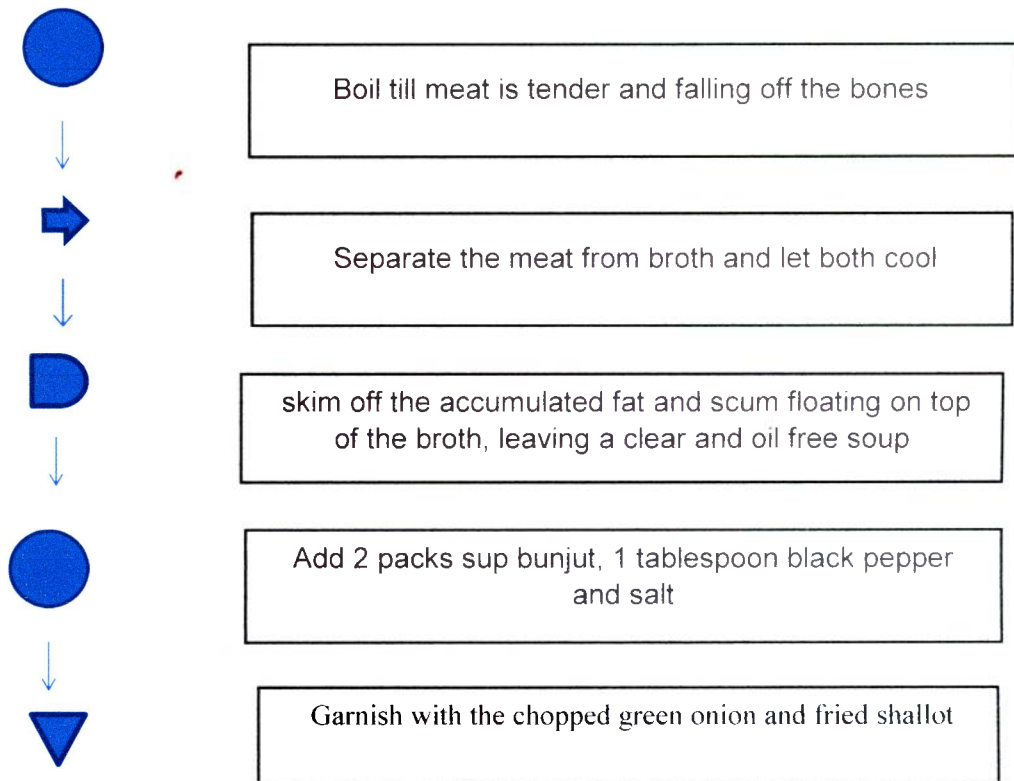 Boil till meat is tender and falling off the bones
Separate the meat from broth and let both cool
skim off the accumulated fat and scum floating on top
of the broth, leaving a clear and oil free soup
Add 2 packs sup bunjut, 1 tablespoon black pepper
and salt
Garnish with the chopped green onion and fried shallot